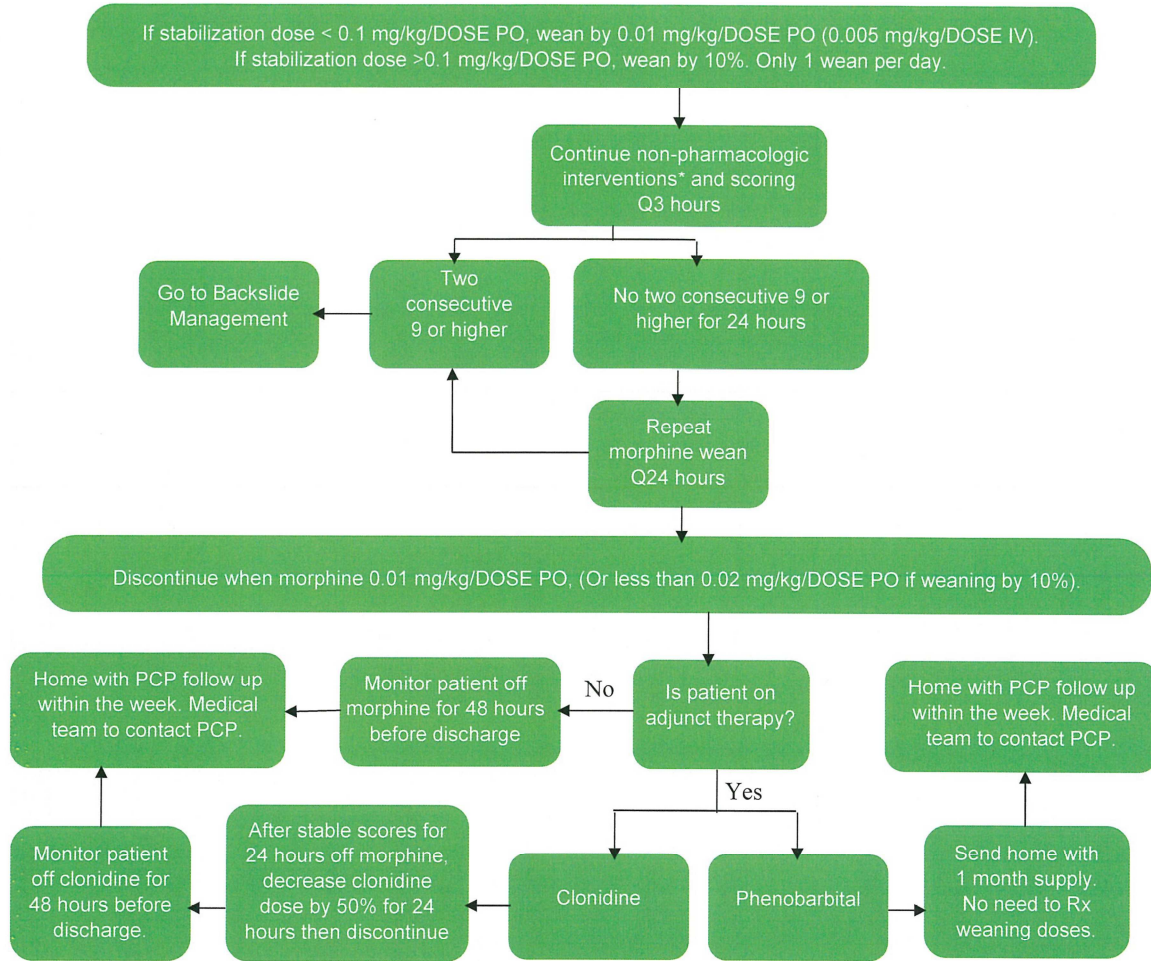 If stabilization dose < 0.1 mg/kg/DOSE PO, wean by 0.01 mg/kg/DOSE PO (0.005 mg/kg/DOSE IV).
If stabilization dose >0.1 mg/kg/DOSE PO, wean by 10%. Only 1 wean per day.
Continue non-pharmacologic
interventions* and scoring
Q3 hours
Go to Backslide
Management
Two
consecutive
9 or higher
No two consecutive 9 or
higher for 24 hours
Repeat
morphine wean
Q24 hours
Discontinue when morphine 0.01 mg/kg/DOSE PO, (Or less than 0.02 mg/kg/DOSE PO if weaning by 10%).
Home with PCP follow up
within the week. Medical
team to contact PCP.
Monitor patient off
morphine for 48 hours
before discharge
No
Is patient on
adjunct therapy?
Home with PCP follow up
within the week. Medical
team to contact PCP.
Yes
Monitor patient
off clonidine for
48 hours before
discharge.
After stable scores for
24 hours off morphine,
decrease clonidine
dose by 50% for 24
hours then discontinue
Clonidine
Phenobarbital
Send home with
1 month supply.
No need to Rx
weaning doses.